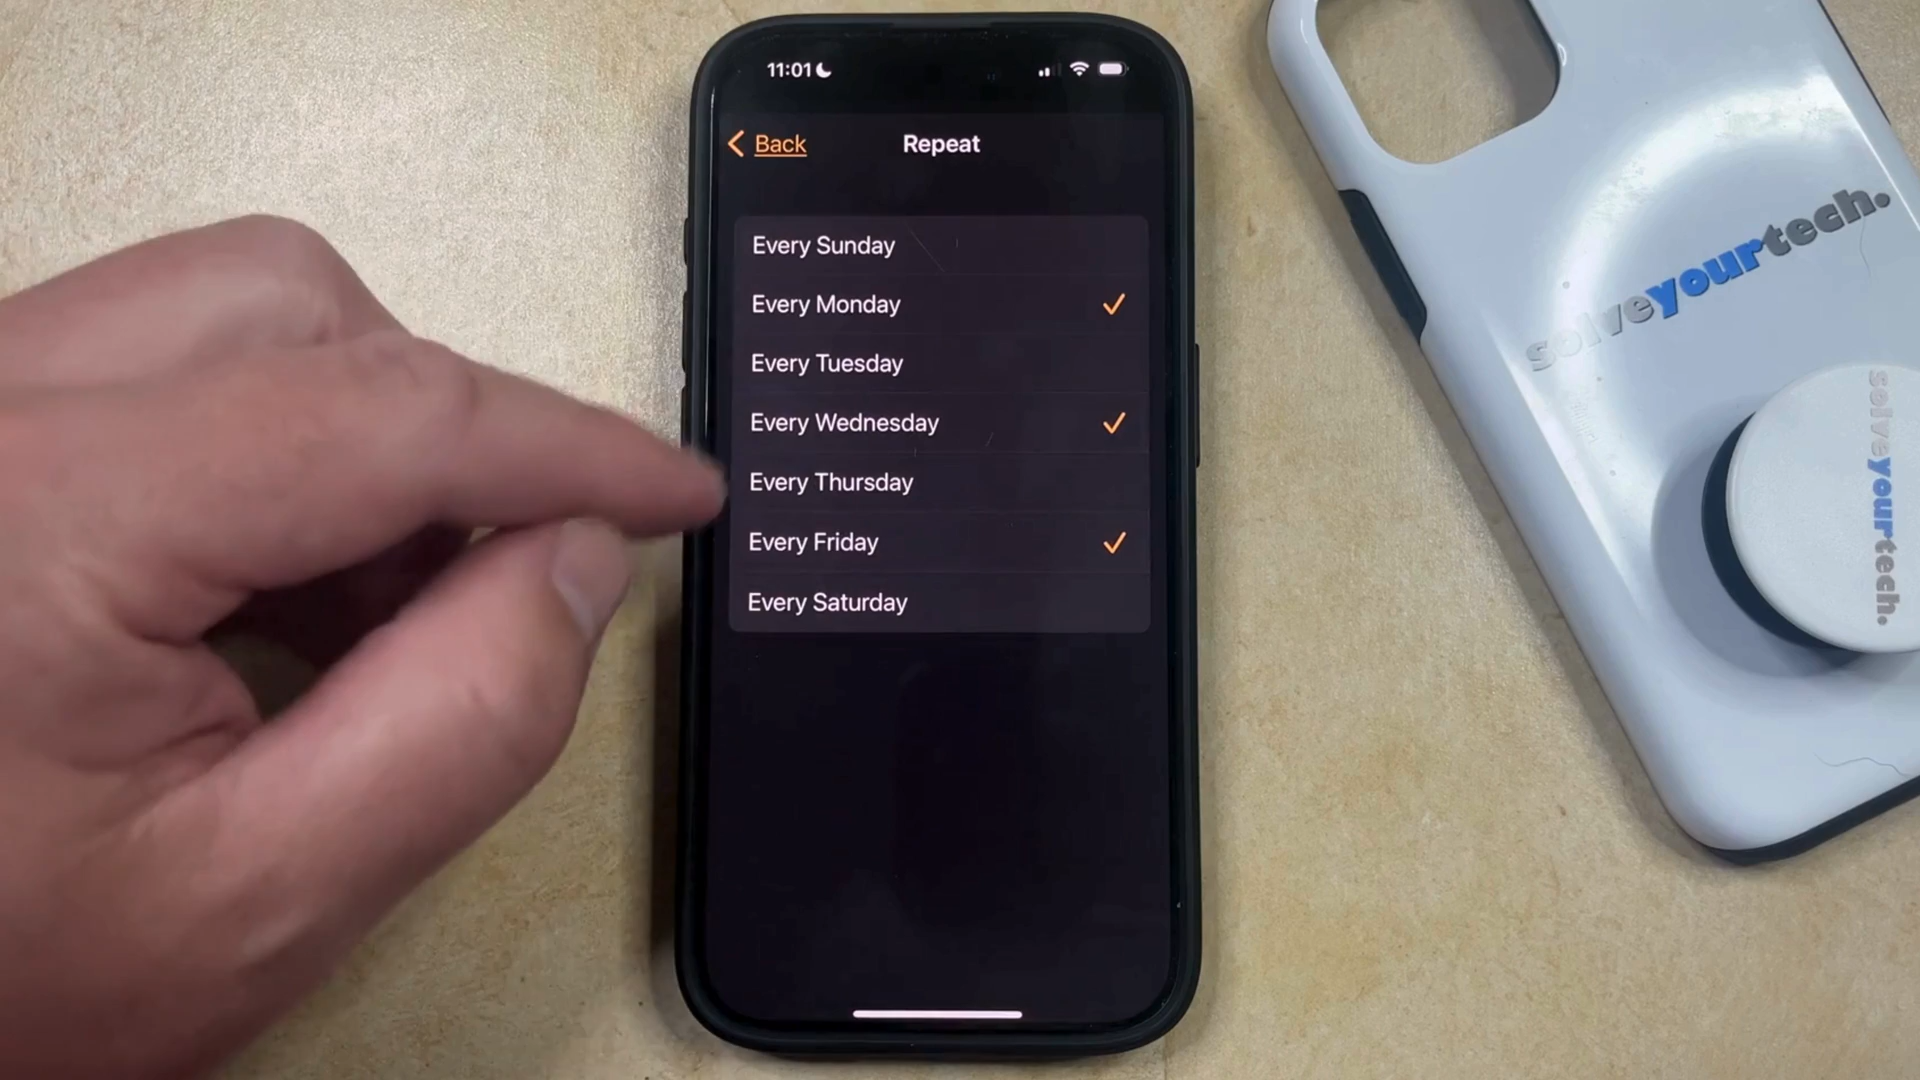 11:01
Back
Repeat
Every Sunday
Every Monday
Every Tuesday
Every Wednesday
Every Thursday
Every Friday
Every Saturday
solveyourtech.
solveyourtech.